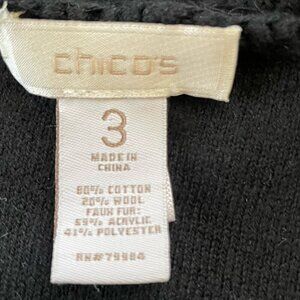 chico's
3
MADE IN
CHINA
80% COTTON
20% WOOL
FAUX FUR:
59% ACRYLIC
41% POLYESTER
RN#79984